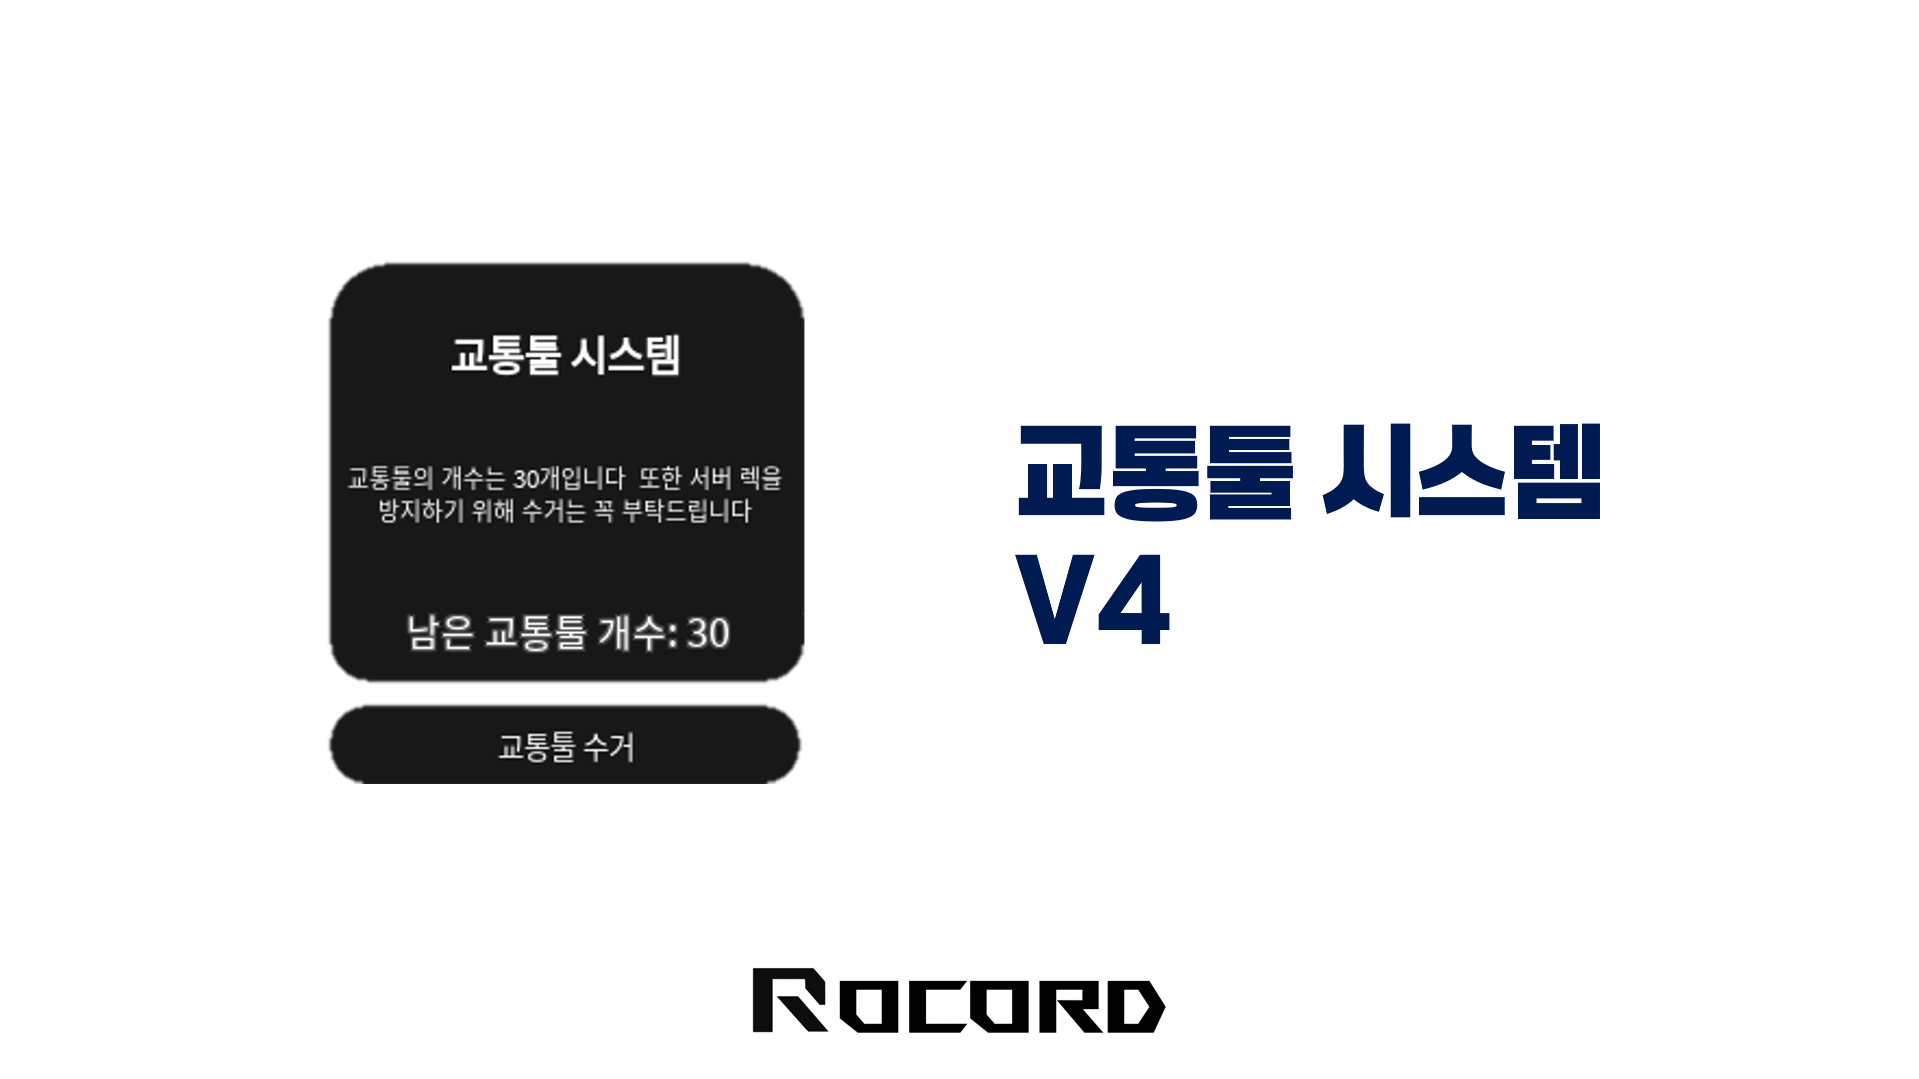 교통툴 시스템
교통툴의 개수는 30개입니다  또한 서버 렉을
방지하기 위해 수거는 꼭 부탁드립니다
남은 교통툴 개수: 30
교통툴 수거
교통툴 시스템
V4
ROCORD